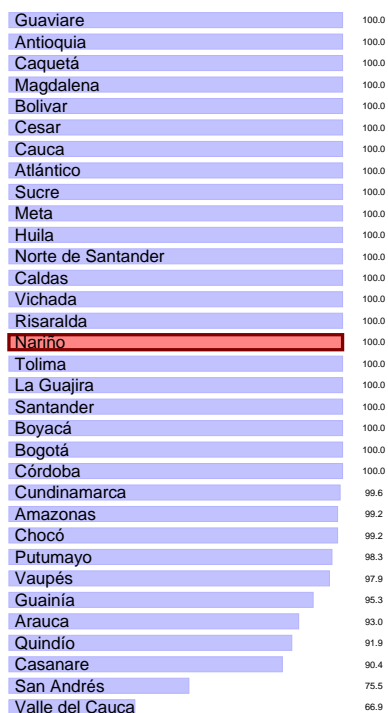 Guaviare 100.0
Antioquia 100.0
Caquetá 100.0
Magdalena 100.0
Bolivar 100.0
Cesar 100.0
Cauca 100.0
Atlántico 100.0
Sucre 100.0
Meta 100.0
Huila 100.0
Norte de Santander 100.0
Caldas 100.0
Vichada 100.0
Risaralda 100.0
Nariño 100.0
Tolima 100.0
La Guajira 100.0
Santander 100.0
Boyacá 100.0
Bogotá 100.0
Córdoba 100.0
Cundinamarca 99.6
Amazonas 99.2
Chocó 99.2
Putumayo 98.3
Vaupés 97.9
Guainía 95.3
Arauca 93.0
Quindío 91.9
Casanare 90.4
San Andrés 75.5
Valle del Cauca 66.9